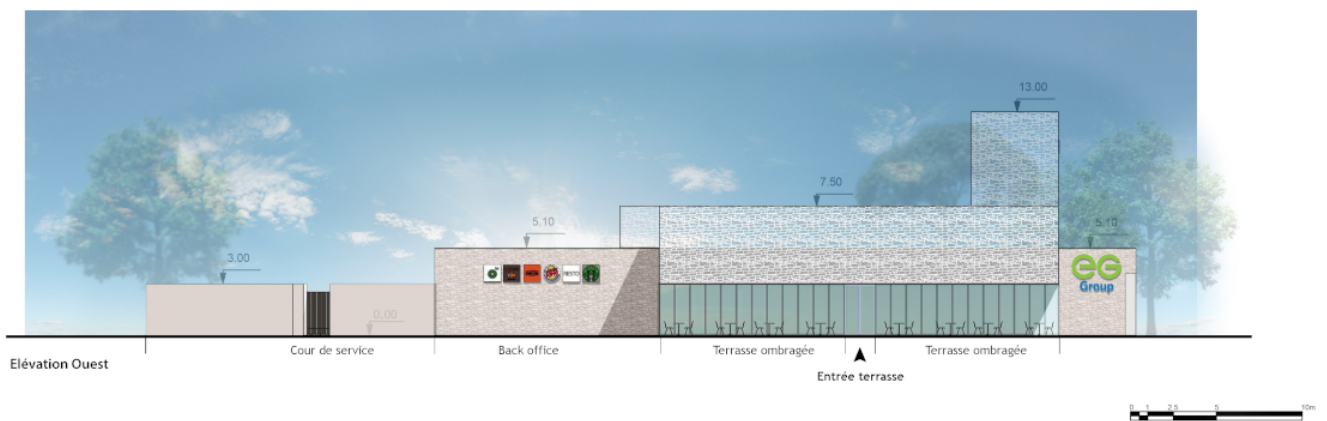 13.00
7.50
5.10
5.10
3.00
eG
Group
RESTO
0.00
Cour de service
Back office
Terrasse ombragée
Terrasse ombragée
Elévation Ouest
Entrée terrasse
0 1 2.5 5 10m